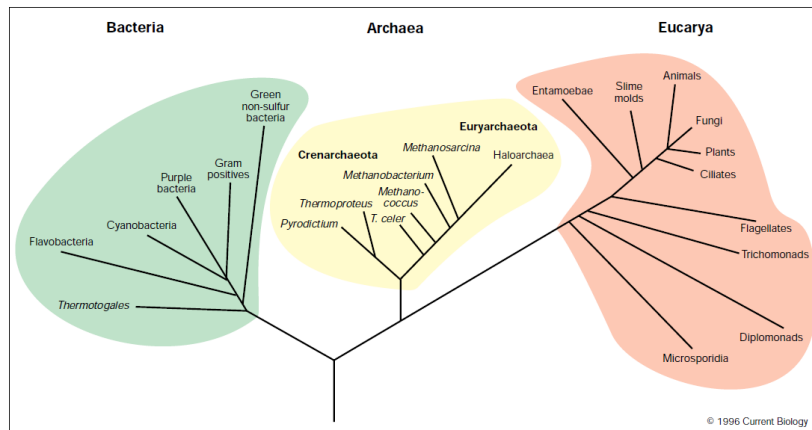 Bacteria
Archaea
Eucarya
Green
non-sulfur
bacteria
Gram
positives
Purple
bacteria
Cyanobacteria
Flavobacteria
Thermotogales
Crenarchaeota
Euryarchaeota
Methanosarcina
Haloarchaea
Methanobacterium
Methano-
coccus
Thermoproteus
T. celer
Pyrodictium
Entamoebae
Slime
molds
Animals
Fungi
Plants
Ciliates
Flagellates
Trichomonads
Diplomonads
Microsporidia
© 1996 Current Biology